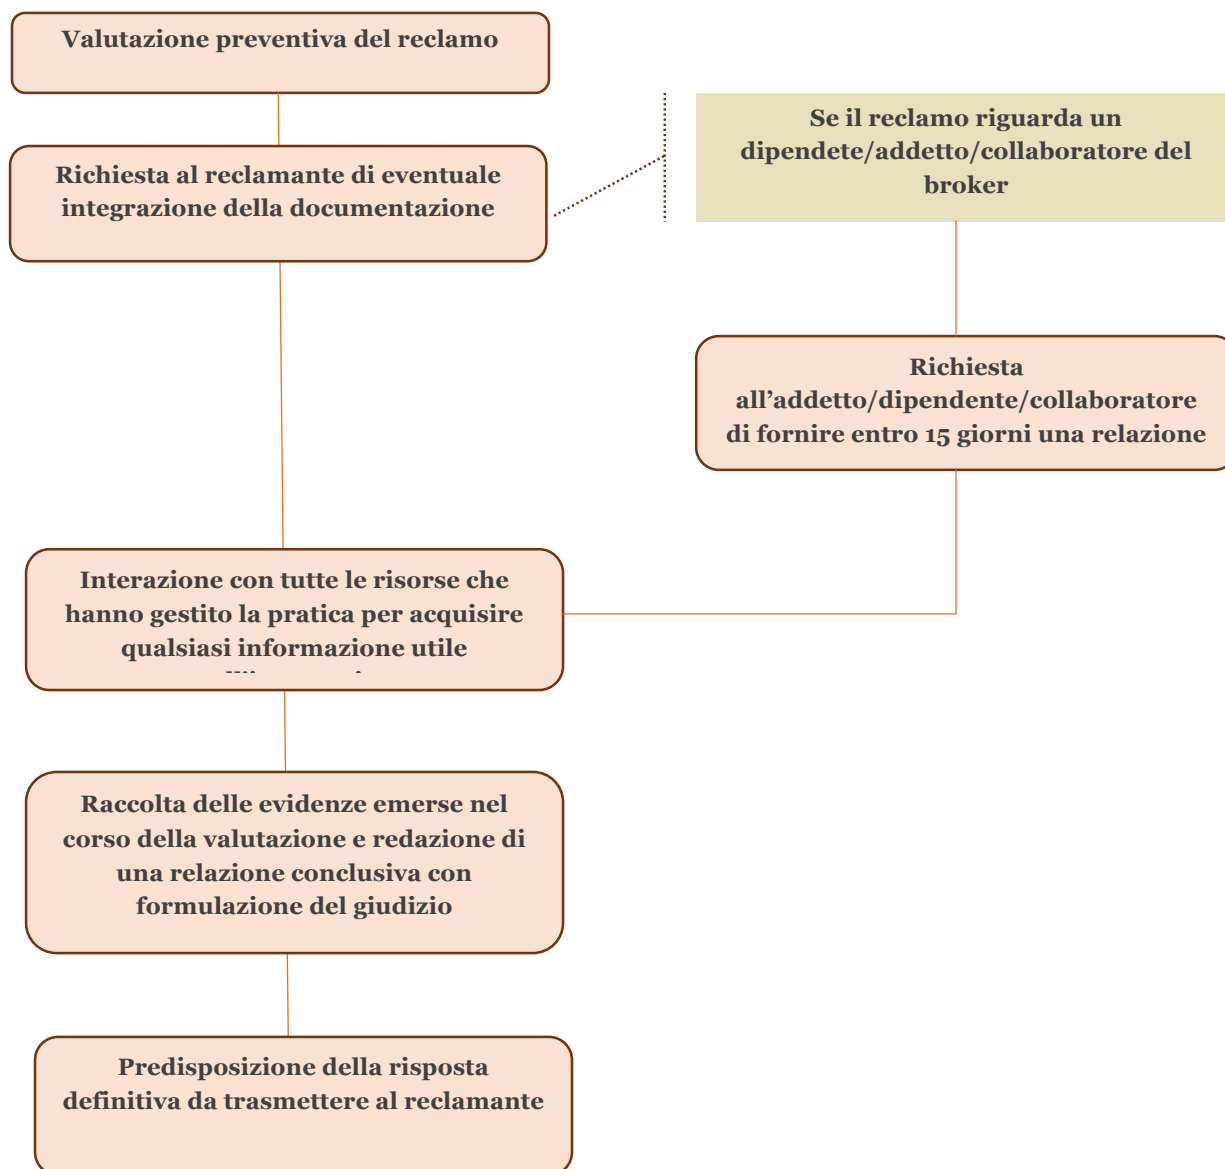 Valutazione preventiva del reclamo
Richiesta al reclamante di eventuale
integrazione della documentazione
Se il reclamo riguarda un
dipendete/addetto/collaboratore del
broker
Richiesta
all’addetto/dipendente/collaboratore
di fornire entro 15 giorni una relazione
Interazione con tutte le risorse che
hanno gestito la pratica per acquisire
qualsiasi informazione utile
Raccolta delle evidenze emerse nel
corso della valutazione e redazione di
una relazione conclusiva con
formulazione del giudizio
Predisposizione della risposta
definitiva da trasmettere al reclamante